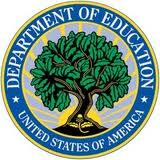 DEPARTMENT OF EDUCATION
UNITED STATES OF AMERICA